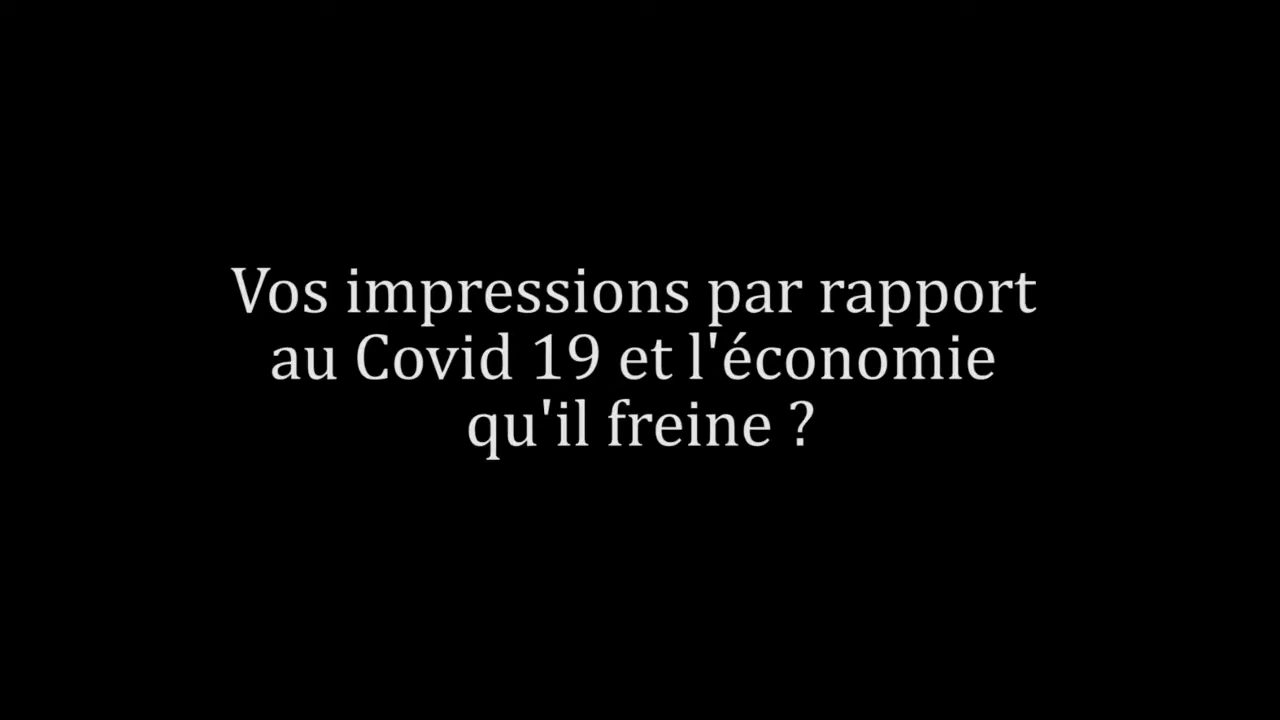 Vos impressions par rapport
au Covid 19 et l'économie
qu'il freine ?